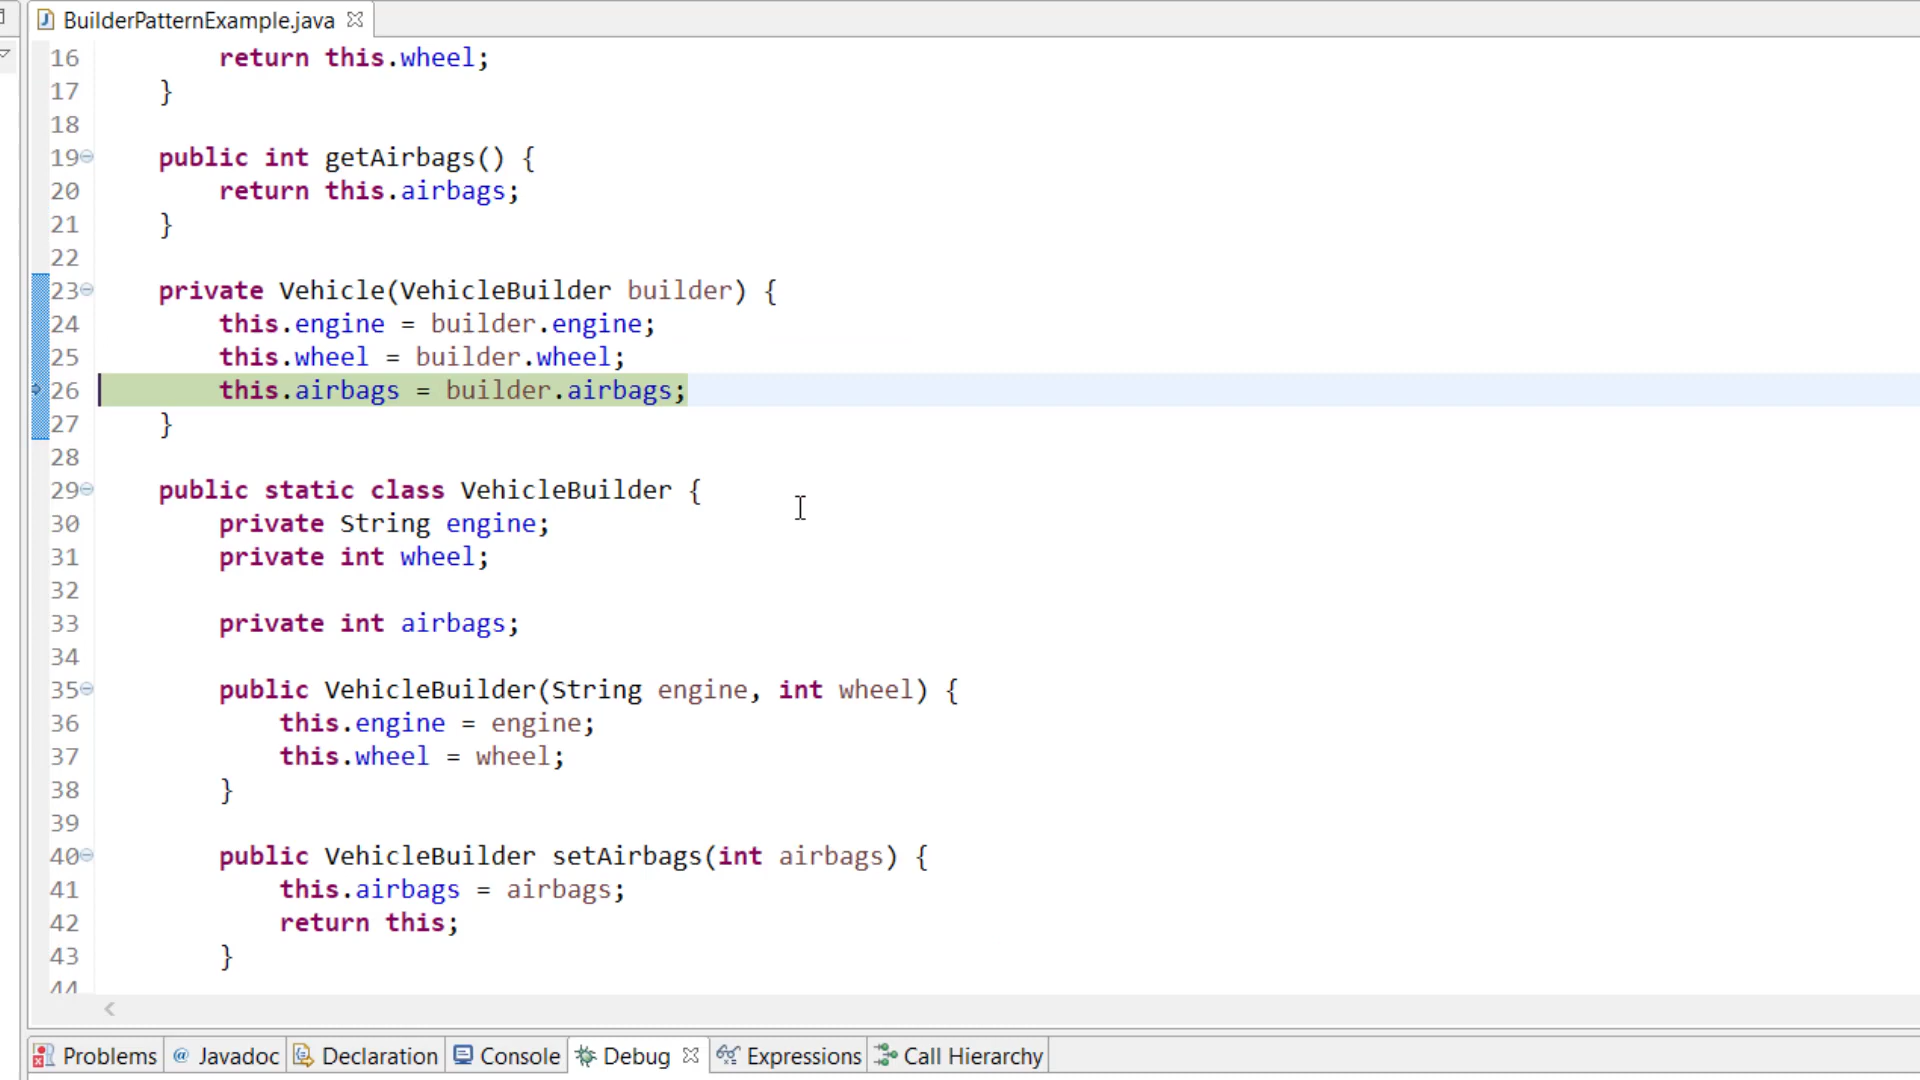 BuilderPatternExample.java
16 return this.wheel;
17 }
18
19 public int getAirbags() {
20 return this.airbags;
21 }
22
23 private Vehicle(VehicleBuilder builder) {
24 this.engine = builder.engine;
25 this.wheel = builder.wheel;
26 this.airbags = builder.airbags;
27 }
28
29 public static class VehicleBuilder {
30 private String engine;
31 private int wheel;
32
33 private int airbags;
34
35 public VehicleBuilder(String engine, int wheel) {
36 this.engine = engine;
37 this.wheel = wheel;
38 }
39
40 public VehicleBuilder setAirbags(int airbags) {
41 this.airbags = airbags;
42 return this;
43 }
44
Problems @ Javadoc Declaration Console Debug Expressions Call Hierarchy